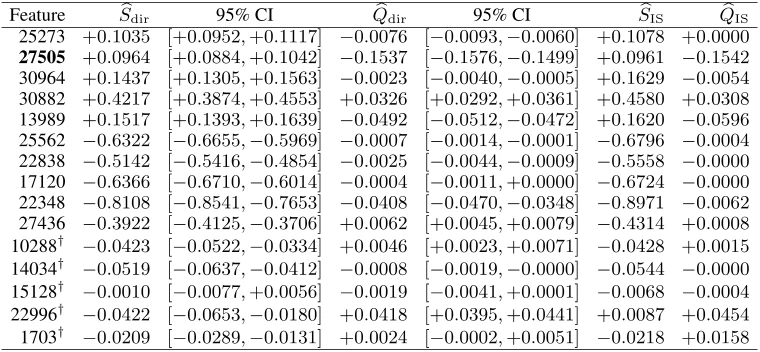 Feature Ŝdir 95% CI Q̂dir 95% CI ŜIS Q̂IS
25273 +0.1035 [+0.0952, +0.1117] −0.0076 [−0.0093, −0.0060] +0.1078 +0.0000
27505 +0.0964 [+0.0884, +0.1042] −0.1537 [−0.1576, −0.1499] +0.0961 −0.1542
30964 +0.1437 [+0.1305, +0.1563] −0.0023 [−0.0040, −0.0005] +0.1629 −0.0054
30882 +0.4217 [+0.3874, +0.4553] +0.0326 [+0.0292, +0.0361] +0.4580 +0.0308
13989 +0.1517 [+0.1393, +0.1639] −0.0492 [−0.0512, −0.0472] +0.1620 −0.0596
25562 −0.6322 [−0.6655, −0.5969] −0.0007 [−0.0014, −0.0001] −0.6796 −0.0004
22838 −0.5142 [−0.5416, −0.4854] −0.0025 [−0.0044, −0.0009] −0.5558 −0.0000
17120 −0.6366 [−0.6710, −0.6014] −0.0004 [−0.0011, +0.0000] −0.6724 −0.0000
22348 −0.8108 [−0.8541, −0.7653] −0.0408 [−0.0470, −0.0348] −0.8971 −0.0062
27436 −0.3922 [−0.4125, −0.3706] +0.0062 [+0.0045, +0.0079] −0.4314 +0.0008
10288† −0.0423 [−0.0522, −0.0334] +0.0046 [+0.0023, +0.0071] −0.0428 +0.0015
14034† −0.0519 [−0.0637, −0.0412] −0.0008 [−0.0019, −0.0000] −0.0544 −0.0000
15128† −0.0010 [−0.0077, +0.0056] −0.0019 [−0.0041, +0.0001] −0.0068 −0.0004
22996† −0.0422 [−0.0653, −0.0180] +0.0418 [+0.0395, +0.0441] +0.0087 +0.0454
1703† −0.0209 [−0.0289, −0.0131] +0.0024 [−0.0002, +0.0051] −0.0218 +0.0158